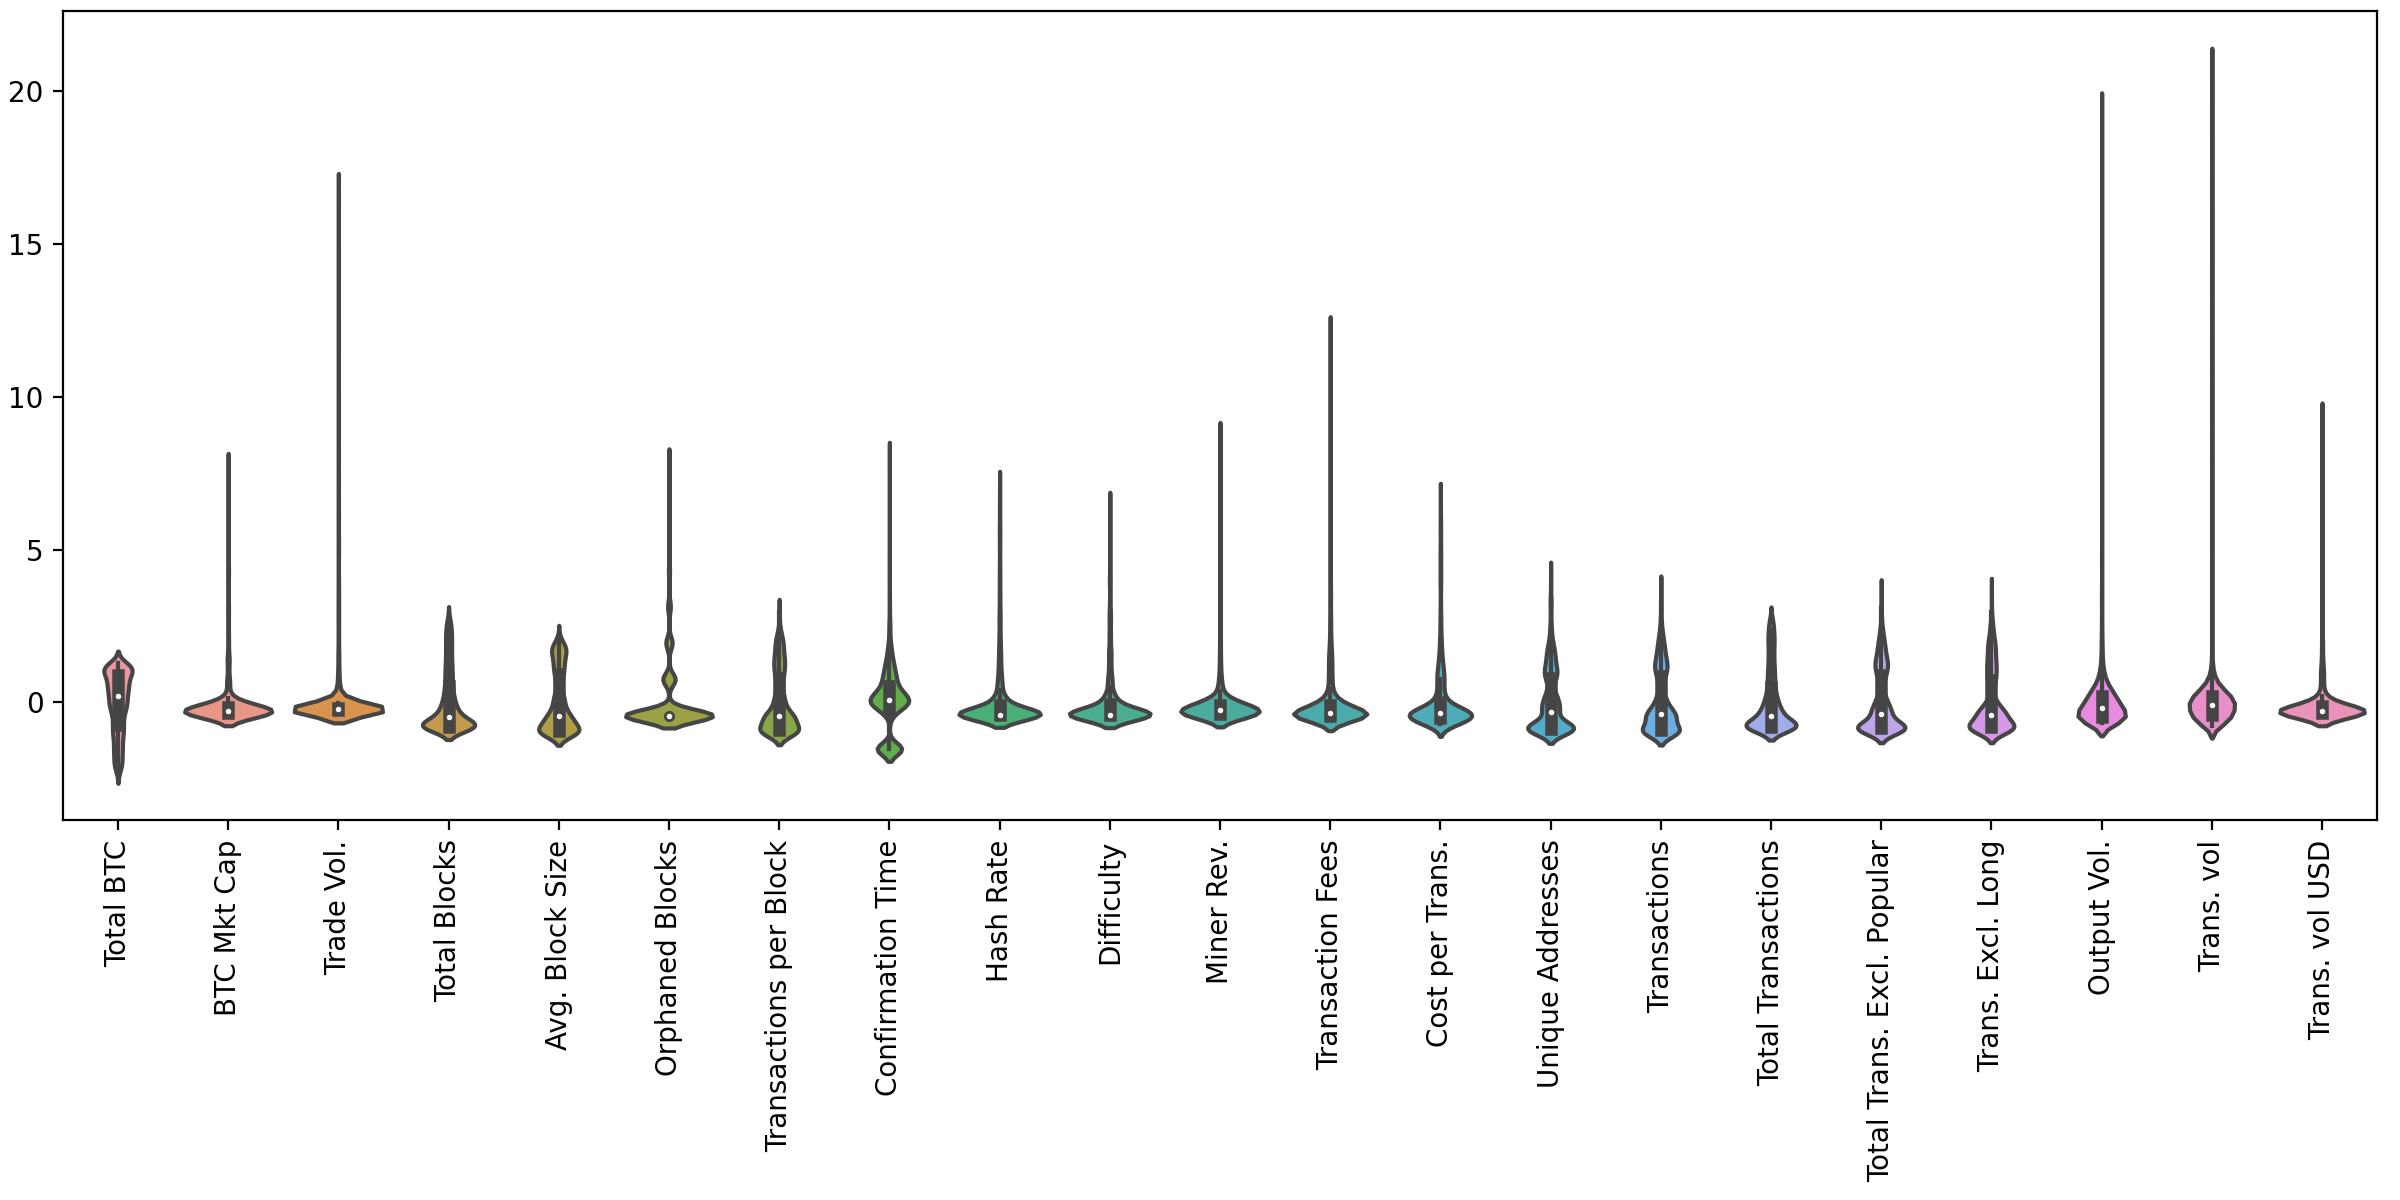 20
15
10
5
0
Total BTC
BTC Mkt Cap
Trade Vol.
Total Blocks
Avg. Block Size
Orphaned Blocks
Transactions per Block
Confirmation Time
Hash Rate
Difficulty
Miner Rev.
Transaction Fees
Cost per Trans.
Unique Addresses
Transactions
Total Transactions
Total Trans. Excl. Popular
Trans. Excl. Long
Output Vol.
Trans. vol
Trans. vol USD